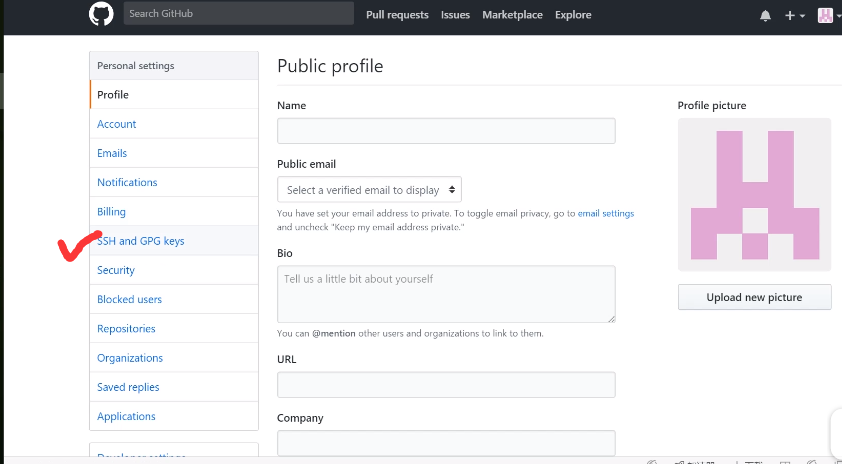 Search GitHub
Pull requests Issues Marketplace Explore
Personal settings
Profile
Account
Emails
Notifications
Billing
SSH and GPG keys
Security
Blocked users
Repositories
Organizations
Saved replies
Applications
Developer settings
Public profile
Name
Public email
Select a verified email to display
You have set your email address to private. To toggle email privacy, go to email settings
and uncheck "Keep my email address private."
Bio
Tell us a little bit about yourself
You can @mention other users and organizations to link to them.
URL
Company
Profile picture
Upload new picture